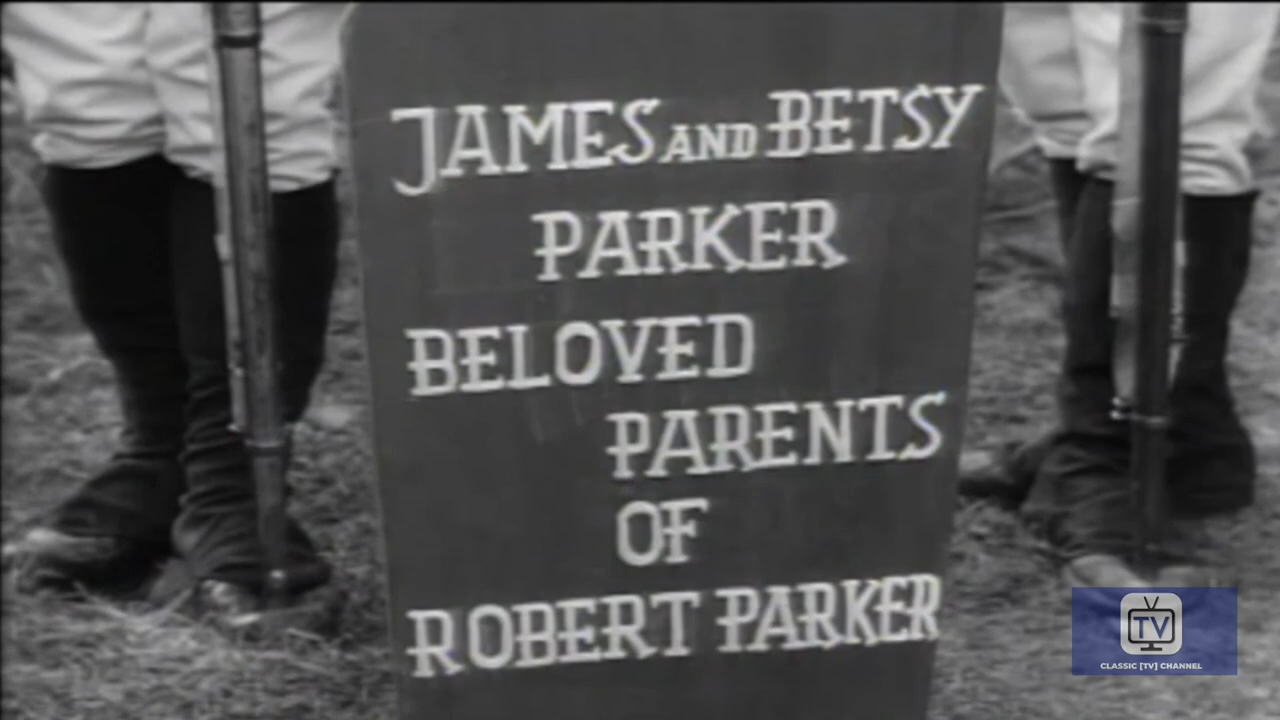 JAMES AND BETSY
PARKER
BELOVED
PARENTS
OF
ROBERT PARKER
TV
CLASSIC [TV] CHANNEL